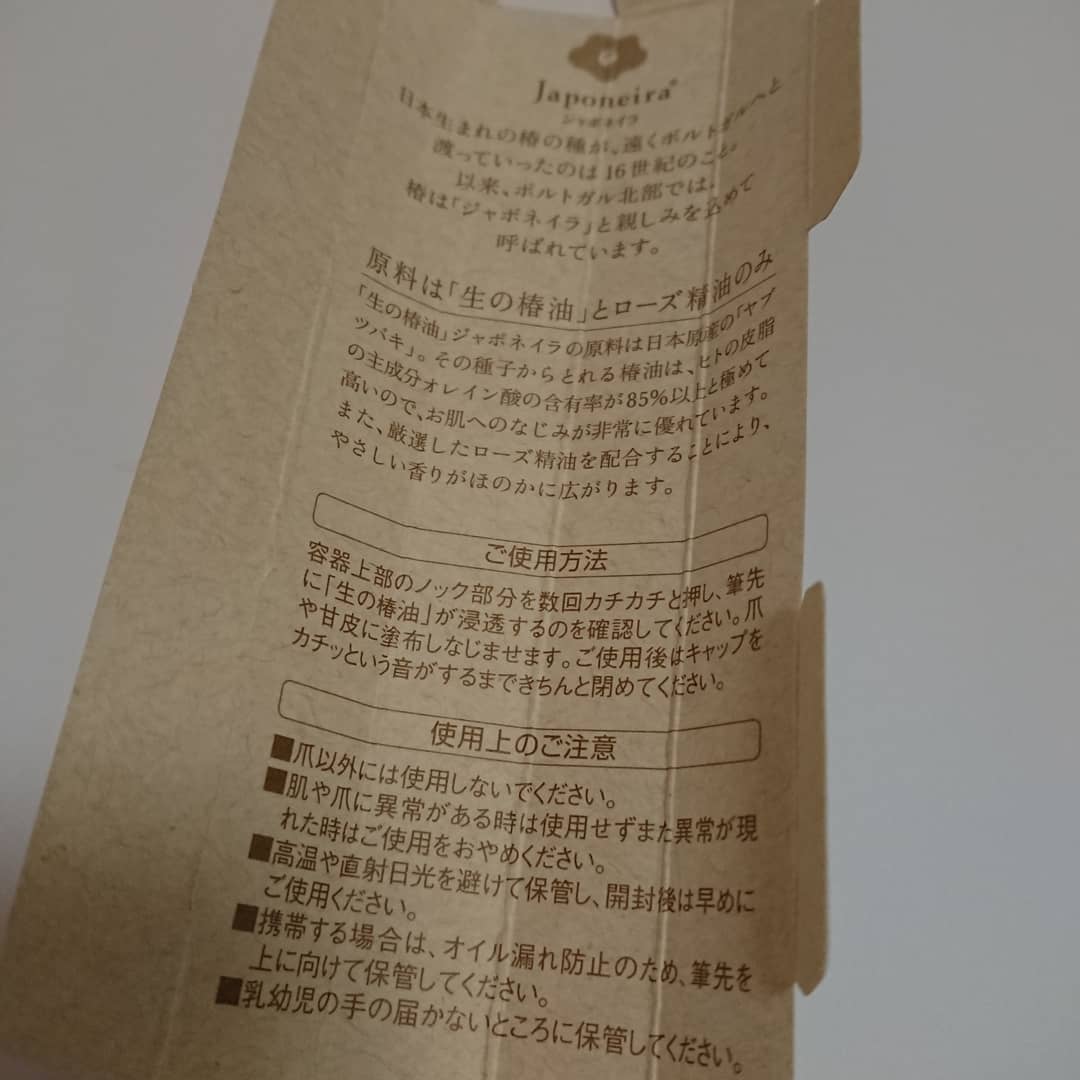 Japoneira®
ジャポネイラ
日本生まれの椿の種が、遠くポルトガルへと
渡っていったのは16世紀のこと。
以来、ポルトガル北部では、
椿は「ジャポネイラ」と親しみを込めて
呼ばれています。
原料は「生の椿油」とローズ精油のみ
「生の椿油」ジャポネイラの原料は日本原産の「ヤブ
ツバキ」。その種子からとれる椿油は、ヒトの皮脂
の主成分オレイン酸の含有率が85%以上と極めて
高いので、お肌へのなじみが非常に優れています。
また、厳選したローズ精油を配合することにより、
やさしい香りがほのかに広がります。
ご使用方法
容器上部のノック部分を数回カチカチと押し、筆先
に「生の椿油」が浸透するのを確認してください。爪
や甘皮に塗布しなじませます。ご使用後はキャップを
カチッという音がするまできちんと閉めてください。
使用上のご注意
■爪以外には使用しないでください。
■肌や爪に異常がある時は使用せずまた異常が現
れた時はご使用をおやめください。
■高温や直射日光を避けて保管し、開封後は早めに
ご使用ください。
■携帯する場合は、オイル漏れ防止のため、筆先を
上に向けて保管してください。
■乳幼児の手の届かないところに保管してください。